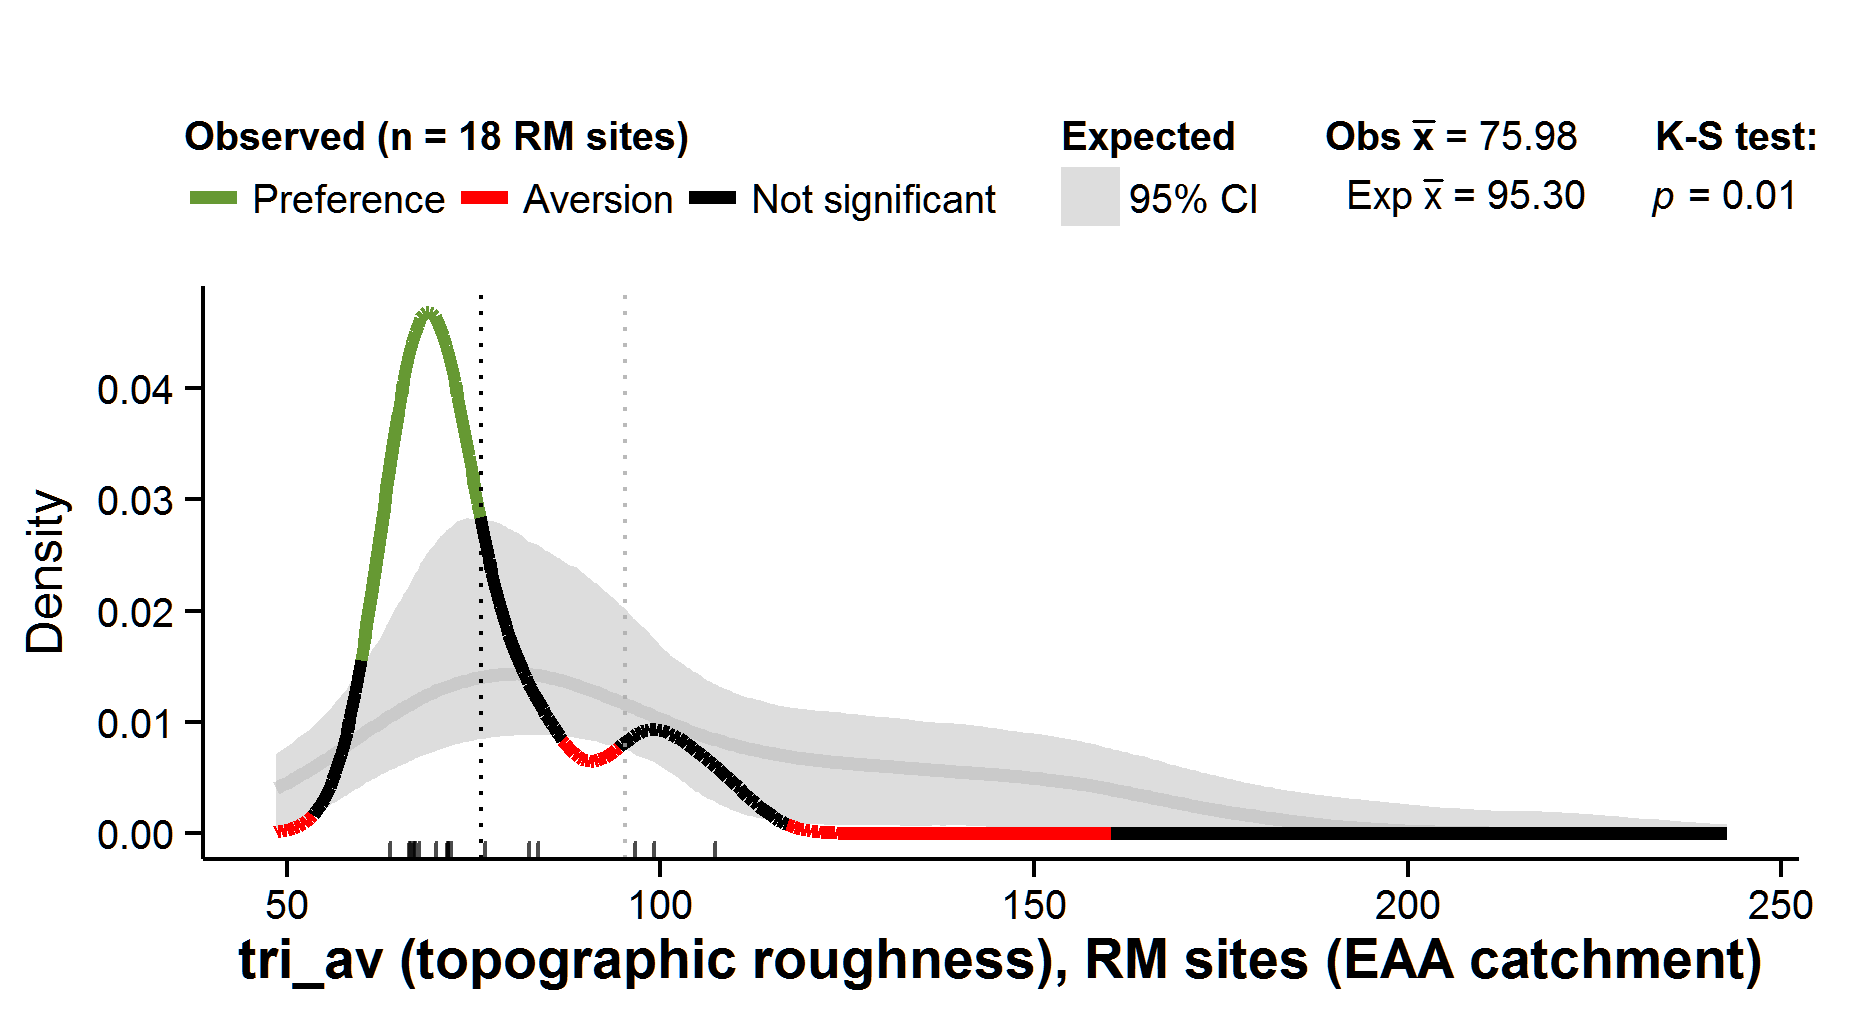 Observed (n = 18 RM sites) Expected Obs x̅ = 75.98 K-S test:
Preference Aversion Not significant 95% CI Exp x̅ = 95.30 p = 0.01
Density
0.04
0.03
0.02
0.01
0.00
50 100 150 200 250
tri_av (topographic roughness), RM sites (EAA catchment)